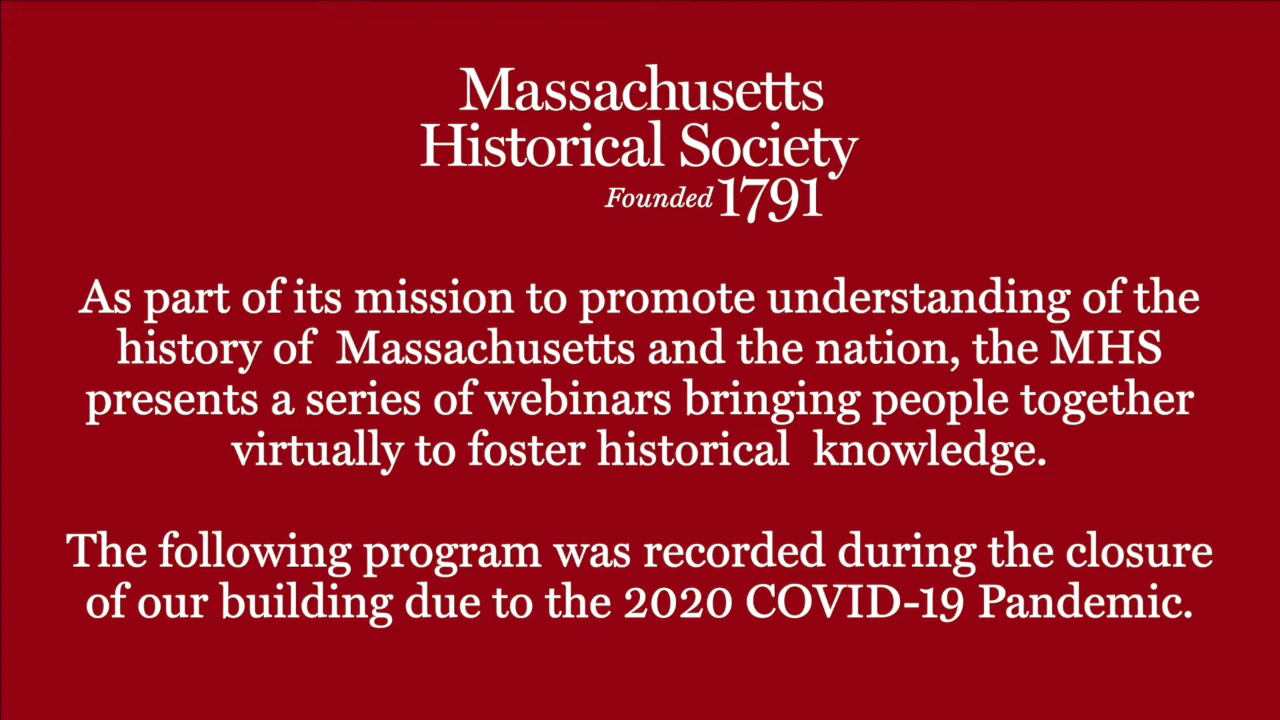 Massachusetts
Historical Society
Founded 1791
As part of its mission to promote understanding of the
history of Massachusetts and the nation, the MHS
presents a series of webinars bringing people together
virtually to foster historical knowledge.
The following program was recorded during the closure
of our building due to the 2020 COVID-19 Pandemic.